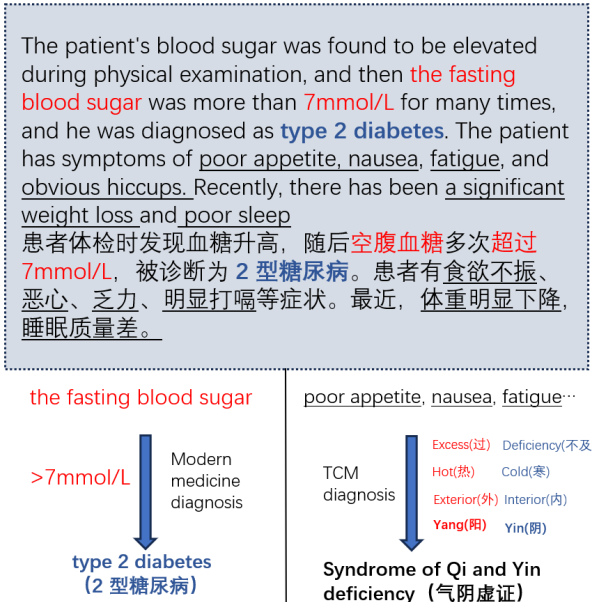 The patient's blood sugar was found to be elevated
during physical examination, and then the fasting
blood sugar was more than 7mmol/L for many times,
and he was diagnosed as type 2 diabetes. The patient
has symptoms of poor appetite, nausea, fatigue, and
obvious hiccups. Recently, there has been a significant
weight loss and poor sleep
患者体检时发现血糖升高，随后空腹血糖多次超过
7mmol/L，被诊断为 2 型糖尿病。患者有食欲不振、
恶心、乏力、明显打嗝等症状。最近，体重明显下降，
睡眠质量差。
the fasting blood sugar
>7mmol/L
Modern
medicine
diagnosis
type 2 diabetes
（2 型糖尿病）
poor appetite, nausea, fatigue…
TCM
diagnosis
Excess(过) Deficiency(不及
Hot(热) Cold(寒)
Exterior(外) Interior(内)
Yang(阳) Yin(阴)
Syndrome of Qi and Yin
deficiency（气阴虚证）